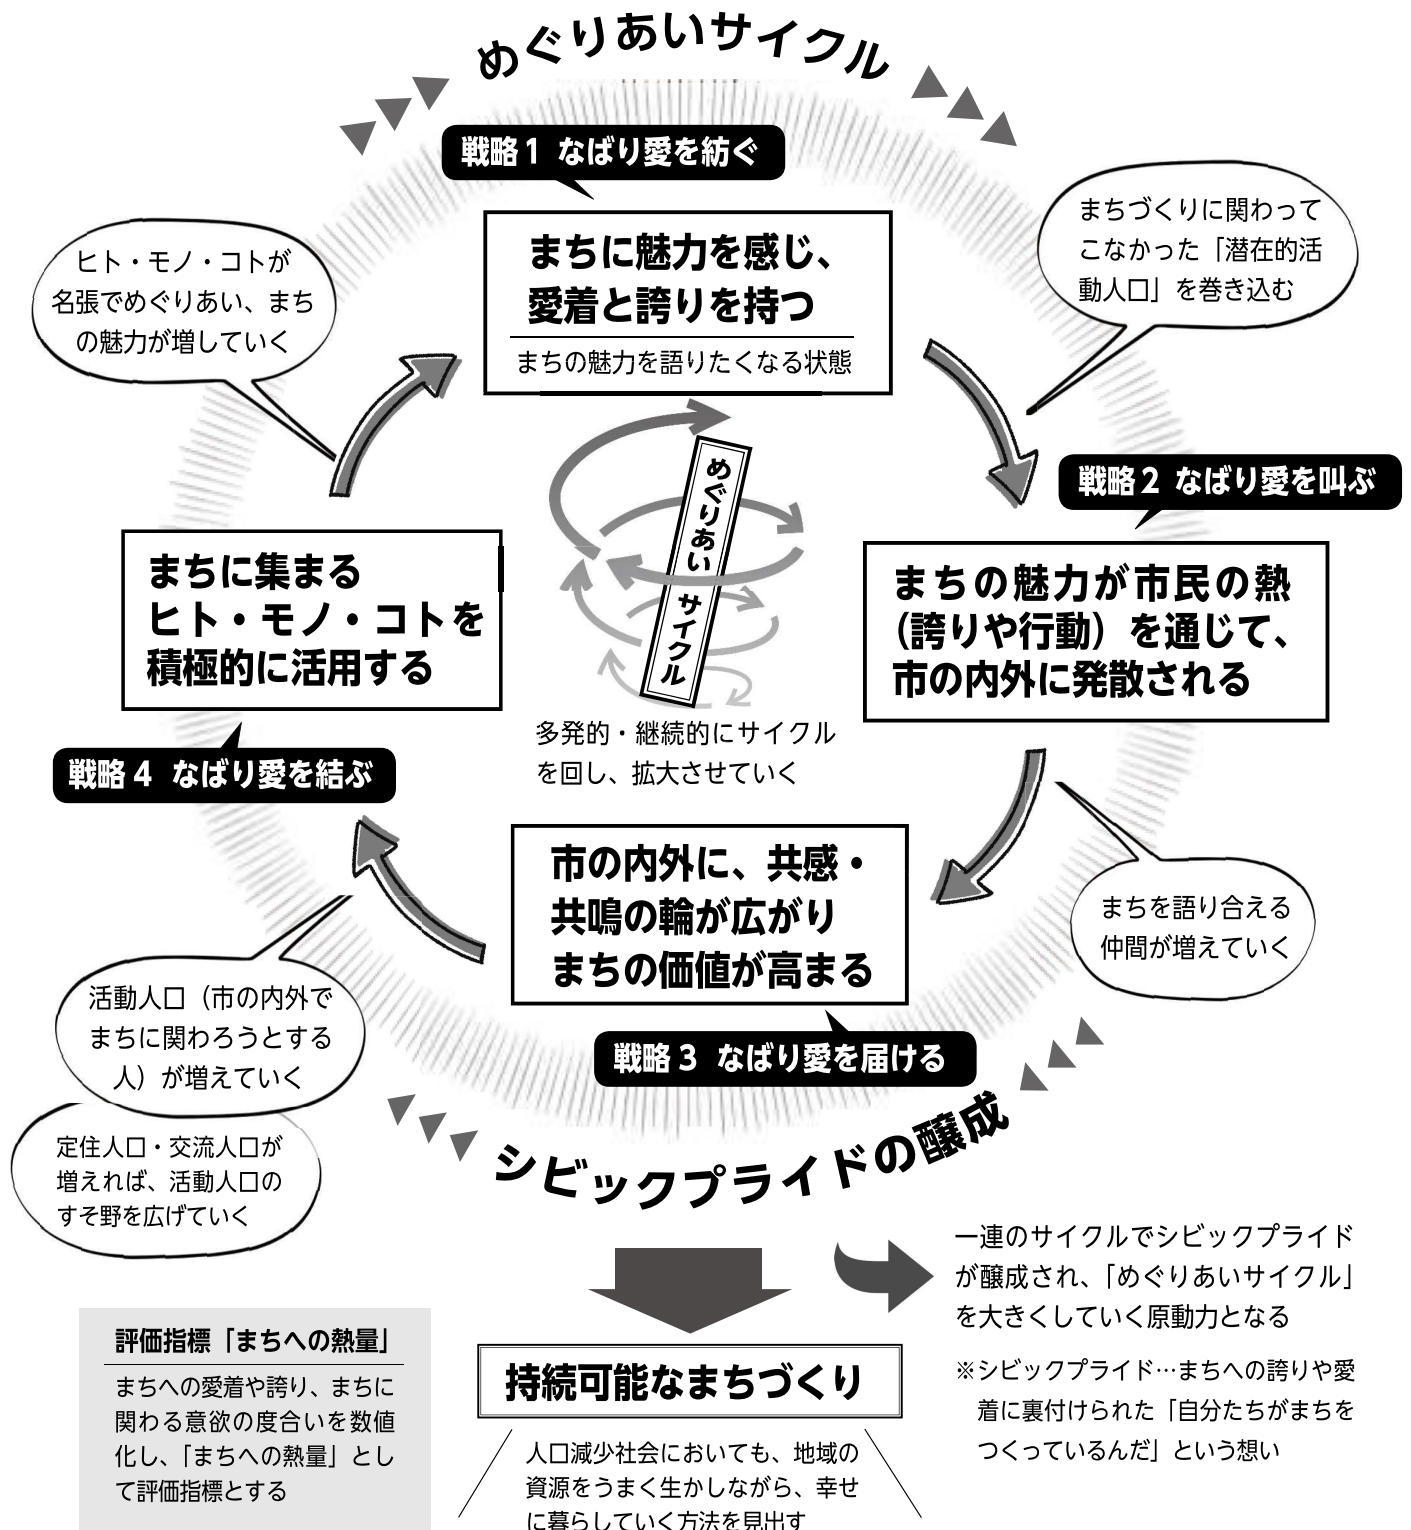 めぐりあいサイクル
戦略1 なばり愛を紡ぐ
まちに魅力を感じ、
愛着と誇りを持つ
まちの魅力を語りたくなる状態
まちづくりに関わって
こなかった「潜在的活
動人口」を巻き込む
戦略2 なばり愛を叫ぶ
まちの魅力が市民の熱
(誇りや行動)を通じて、
市の内外に発散される
まちを語り合える
仲間が増えていく
市の内外に、共感・
共鳴の輪が広がり
まちの価値が高まる
戦略3 なばり愛を届ける
活動人口(市の内外で
まちに関わろうとする
人)が増えていく
定住人口・交流人口が
増えれば、活動人口の
すそ野を広げていく
まちに集まる
ヒト・モノ・コトを
積極的に活用する
戦略4 なばり愛を結ぶ
ヒト・モノ・コトが
名張でめぐりあい、まち
の魅力が増していく
めぐりあい サイクル
多発的・継続的にサイクル
を回し、拡大させていく
シビックプライドの醸成
一連のサイクルでシビックプライド
が醸成され、「めぐりあいサイクル」
を大きくしていく原動力となる
※シビックプライド…まちへの誇りや愛
着に裏付けられた「自分たちがまちを
つくっているんだ」という想い
評価指標「まちへの熱量」
まちへの愛着や誇り、まちに
関わる意欲の度合いを数値
化し、「まちへの熱量」とし
て評価指標とする
持続可能なまちづくり
人口減少社会においても、地域の
資源をうまく生かしながら、幸せ
に暮らしていく方法を見出す